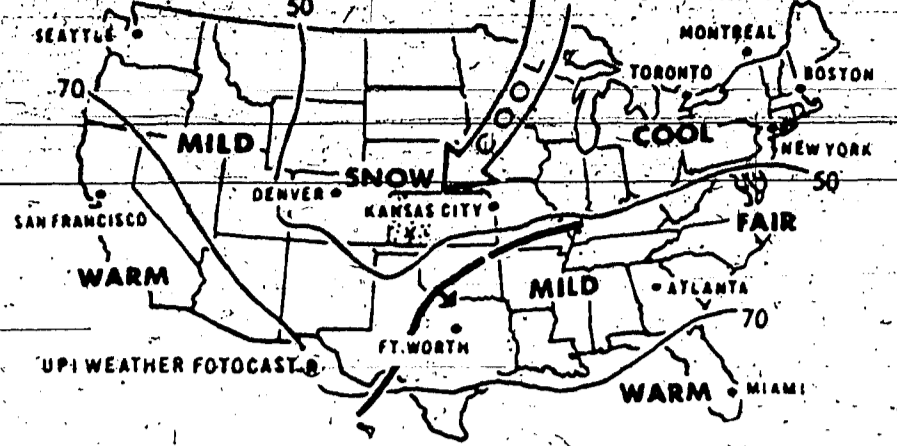 50
SEATTLE
MONTREAL
COOL
TORONTO
BOSTON
70
MILD
COOL
NEW YORK
SNOW
50
DENVER
KANSAS CITY
SAN FRANCISCO
FAIR
WARM
MILD
ATLANTA
70
FT. WORTH
UPI WEATHER FOTOCAST ®
WARM
MIAMI